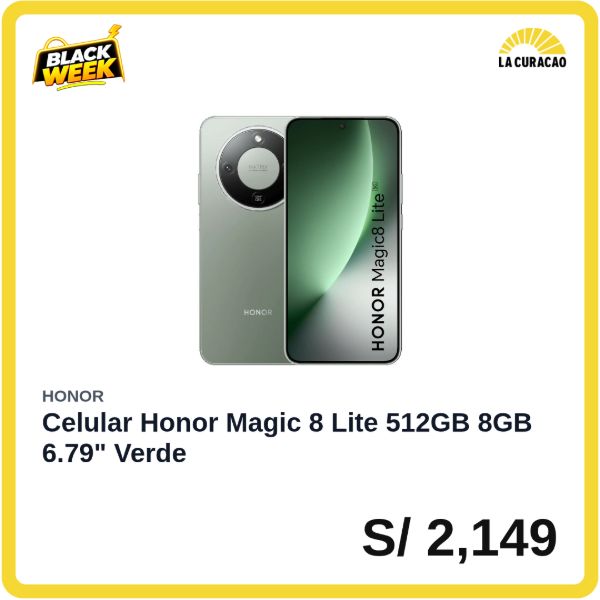 BLACK
WEEK
LA CURACAO
HONOR Magic8 Lite 5G
HONOR
HONOR
Celular Honor Magic 8 Lite 512GB 8GB
6.79" Verde
S/ 2,149